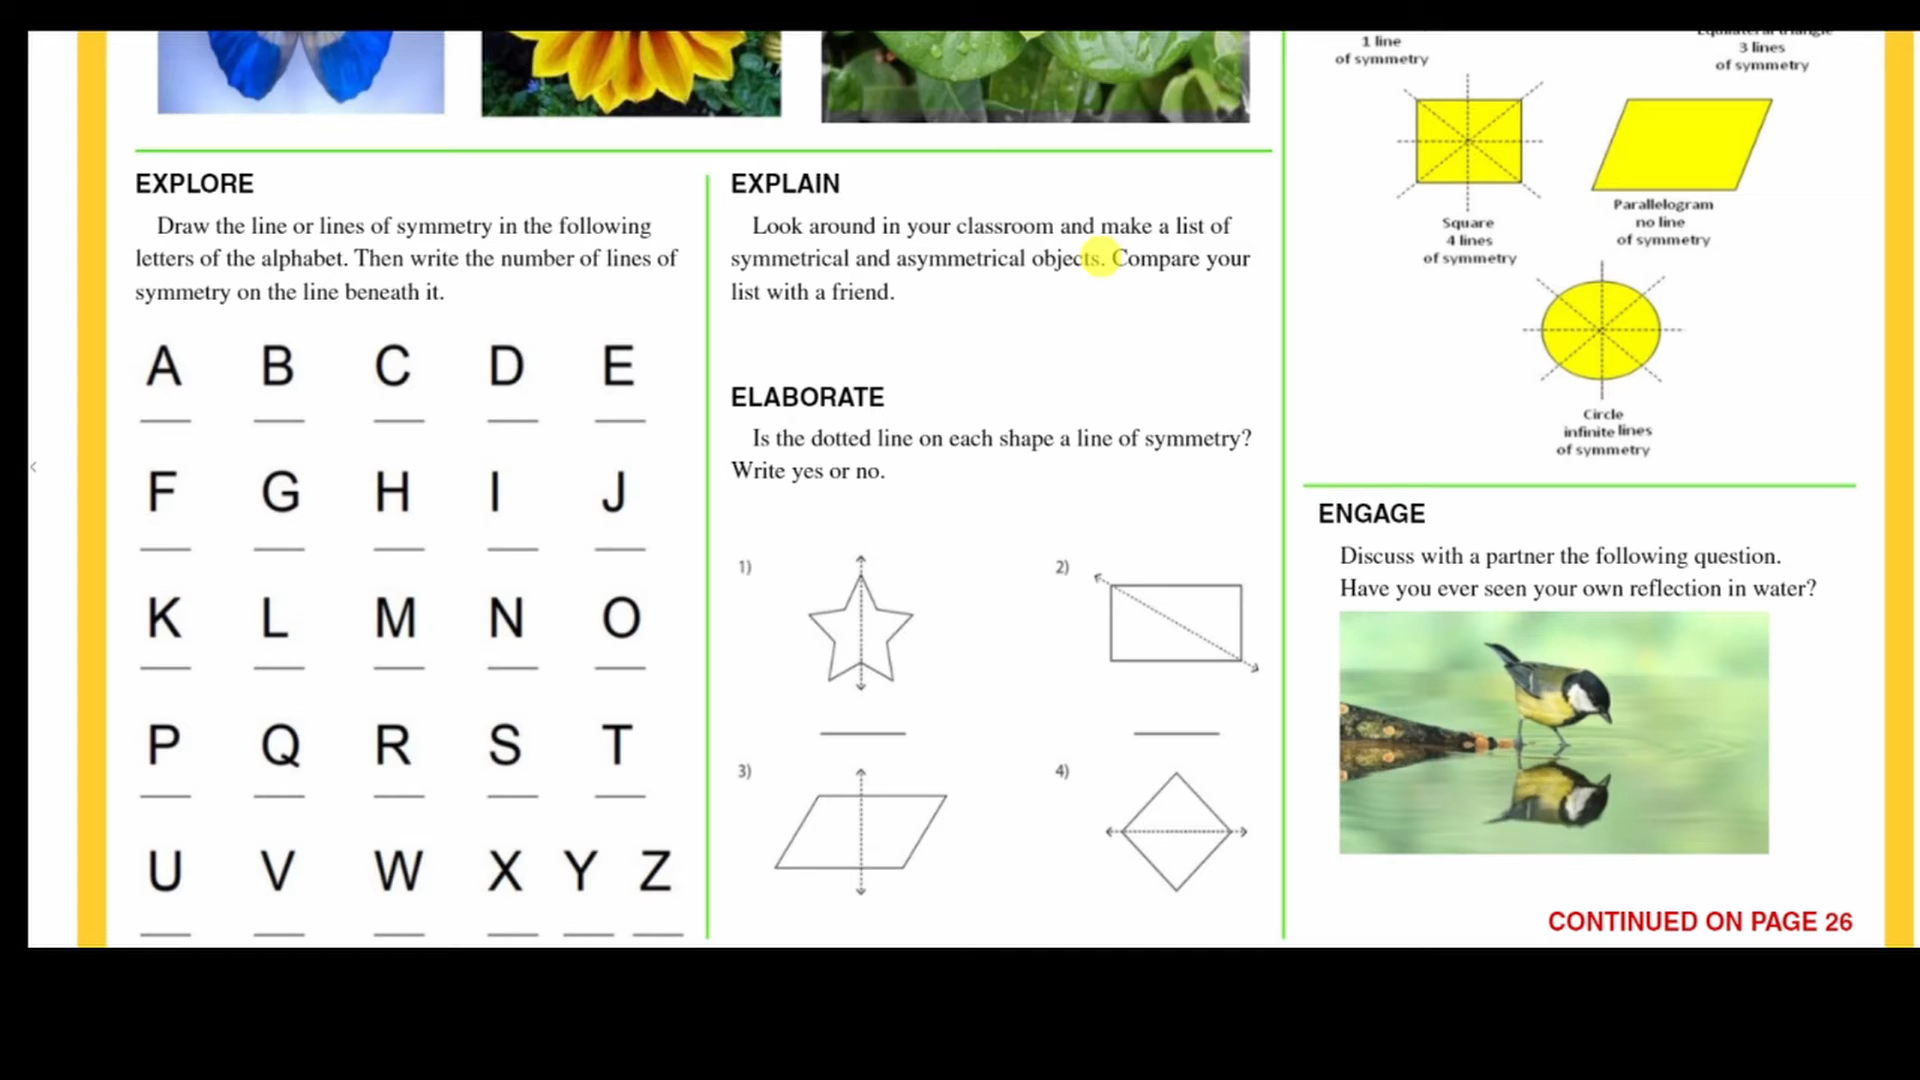 EXPLORE
Draw the line or lines of symmetry in the following
letters of the alphabet. Then write the number of lines of
symmetry on the line beneath it.
A B C D E
F G H I J
K L M N O
P Q R S T
U V W X Y Z
EXPLAIN
Look around in your classroom and make a list of
symmetrical and asymmetrical objects. Compare your
list with a friend.
ELABORATE
Is the dotted line on each shape a line of symmetry?
Write yes or no.
1) 2)
3) 4)
1 line
of symmetry
Equilateral triangle
3 lines
of symmetry
Square
4 lines
of symmetry
Parallelogram
no line
of symmetry
Circle
infinite lines
of symmetry
ENGAGE
Discuss with a partner the following question.
Have you ever seen your own reflection in water?
CONTINUED ON PAGE 26